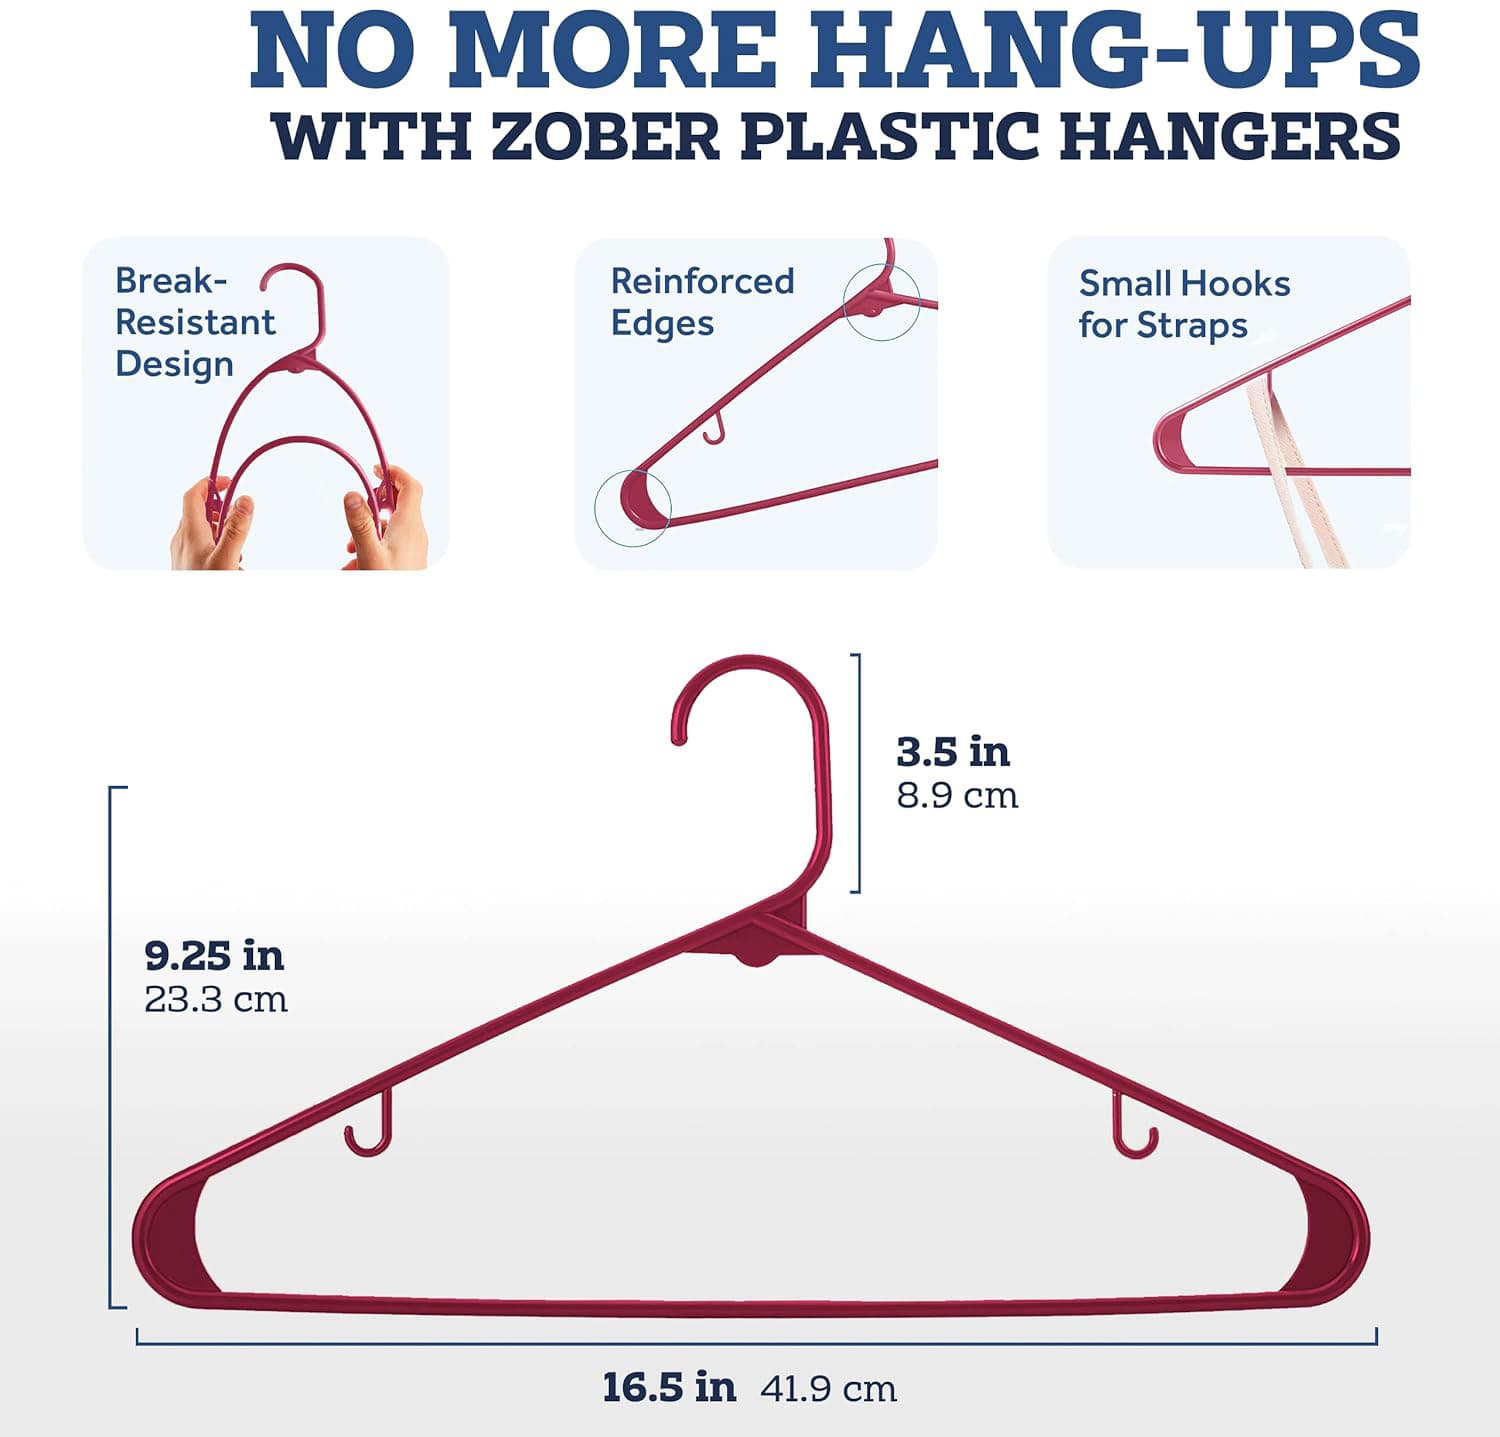 NO MORE HANG-UPS
WITH ZOBER PLASTIC HANGERS
Break-
Resistant
Design
Reinforced
Edges
Small Hooks
for Straps
3.5 in
8.9 cm
9.25 in
23.3 cm
16.5 in 41.9 cm